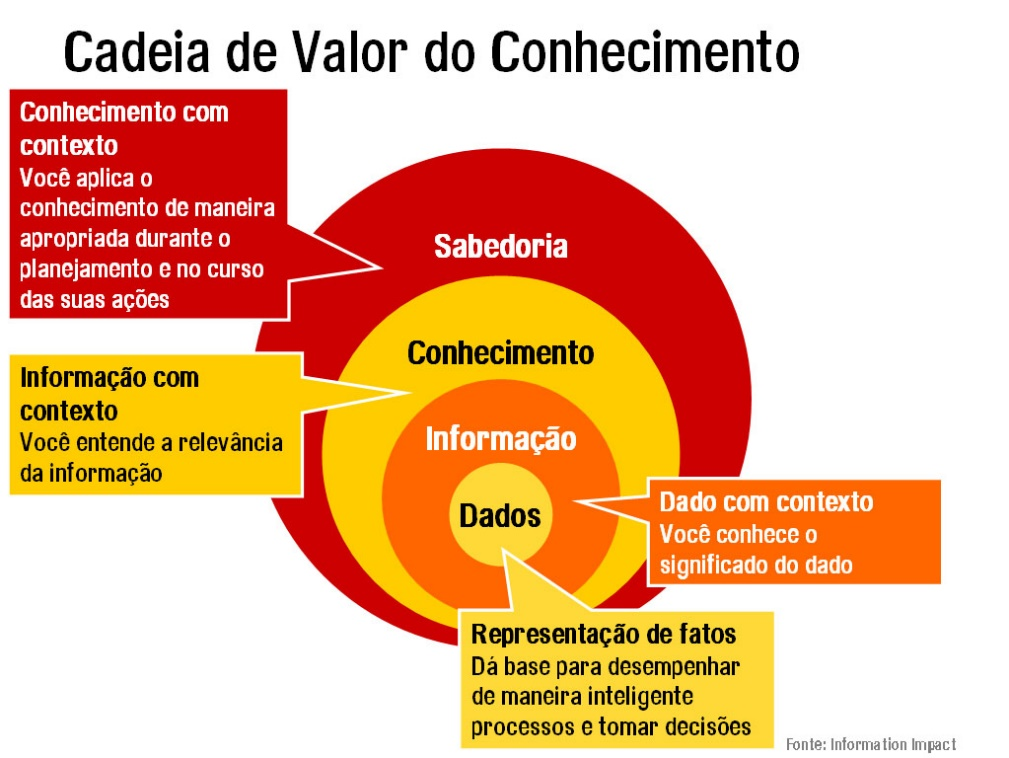 Cadeia de Valor do Conhecimento
Conhecimento com
contexto
Você aplica o
conhecimento de maneira
apropriada durante o
planejamento e no curso
das suas ações
Sabedoria
Conhecimento
Informação com
contexto
Você entende a relevância
da informação
Informação
Dados
Dado com contexto
Você conhece o
significado do dado
Representação de fatos
Dá base para desempenhar
de maneira inteligente
processos e tomar decisões
Fonte: Information Impact